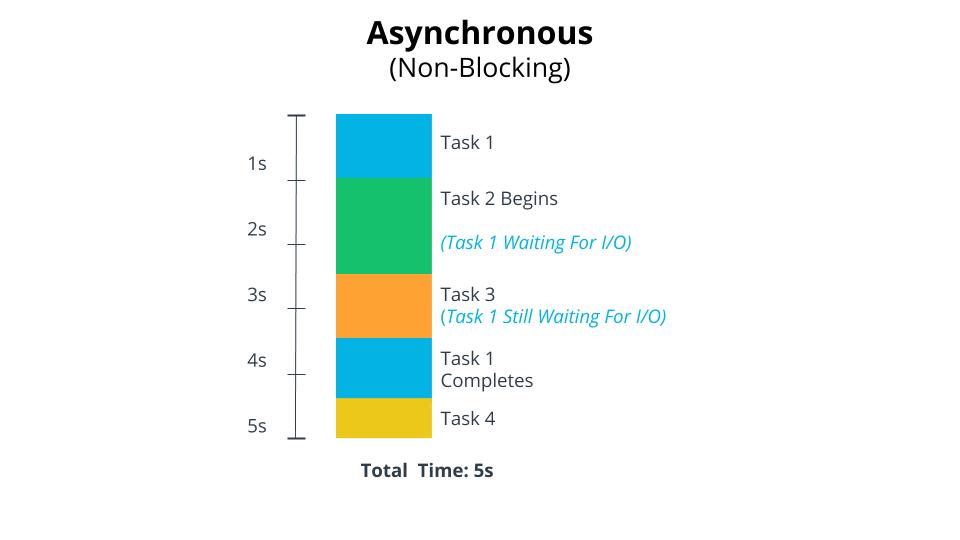 Asynchronous
(Non-Blocking)
1s
Task 1
2s
Task 2 Begins
(Task 1 Waiting For I/O)
3s
Task 3
(Task 1 Still Waiting For I/O)
4s
Task 1
Completes
5s
Task 4
Total Time: 5s